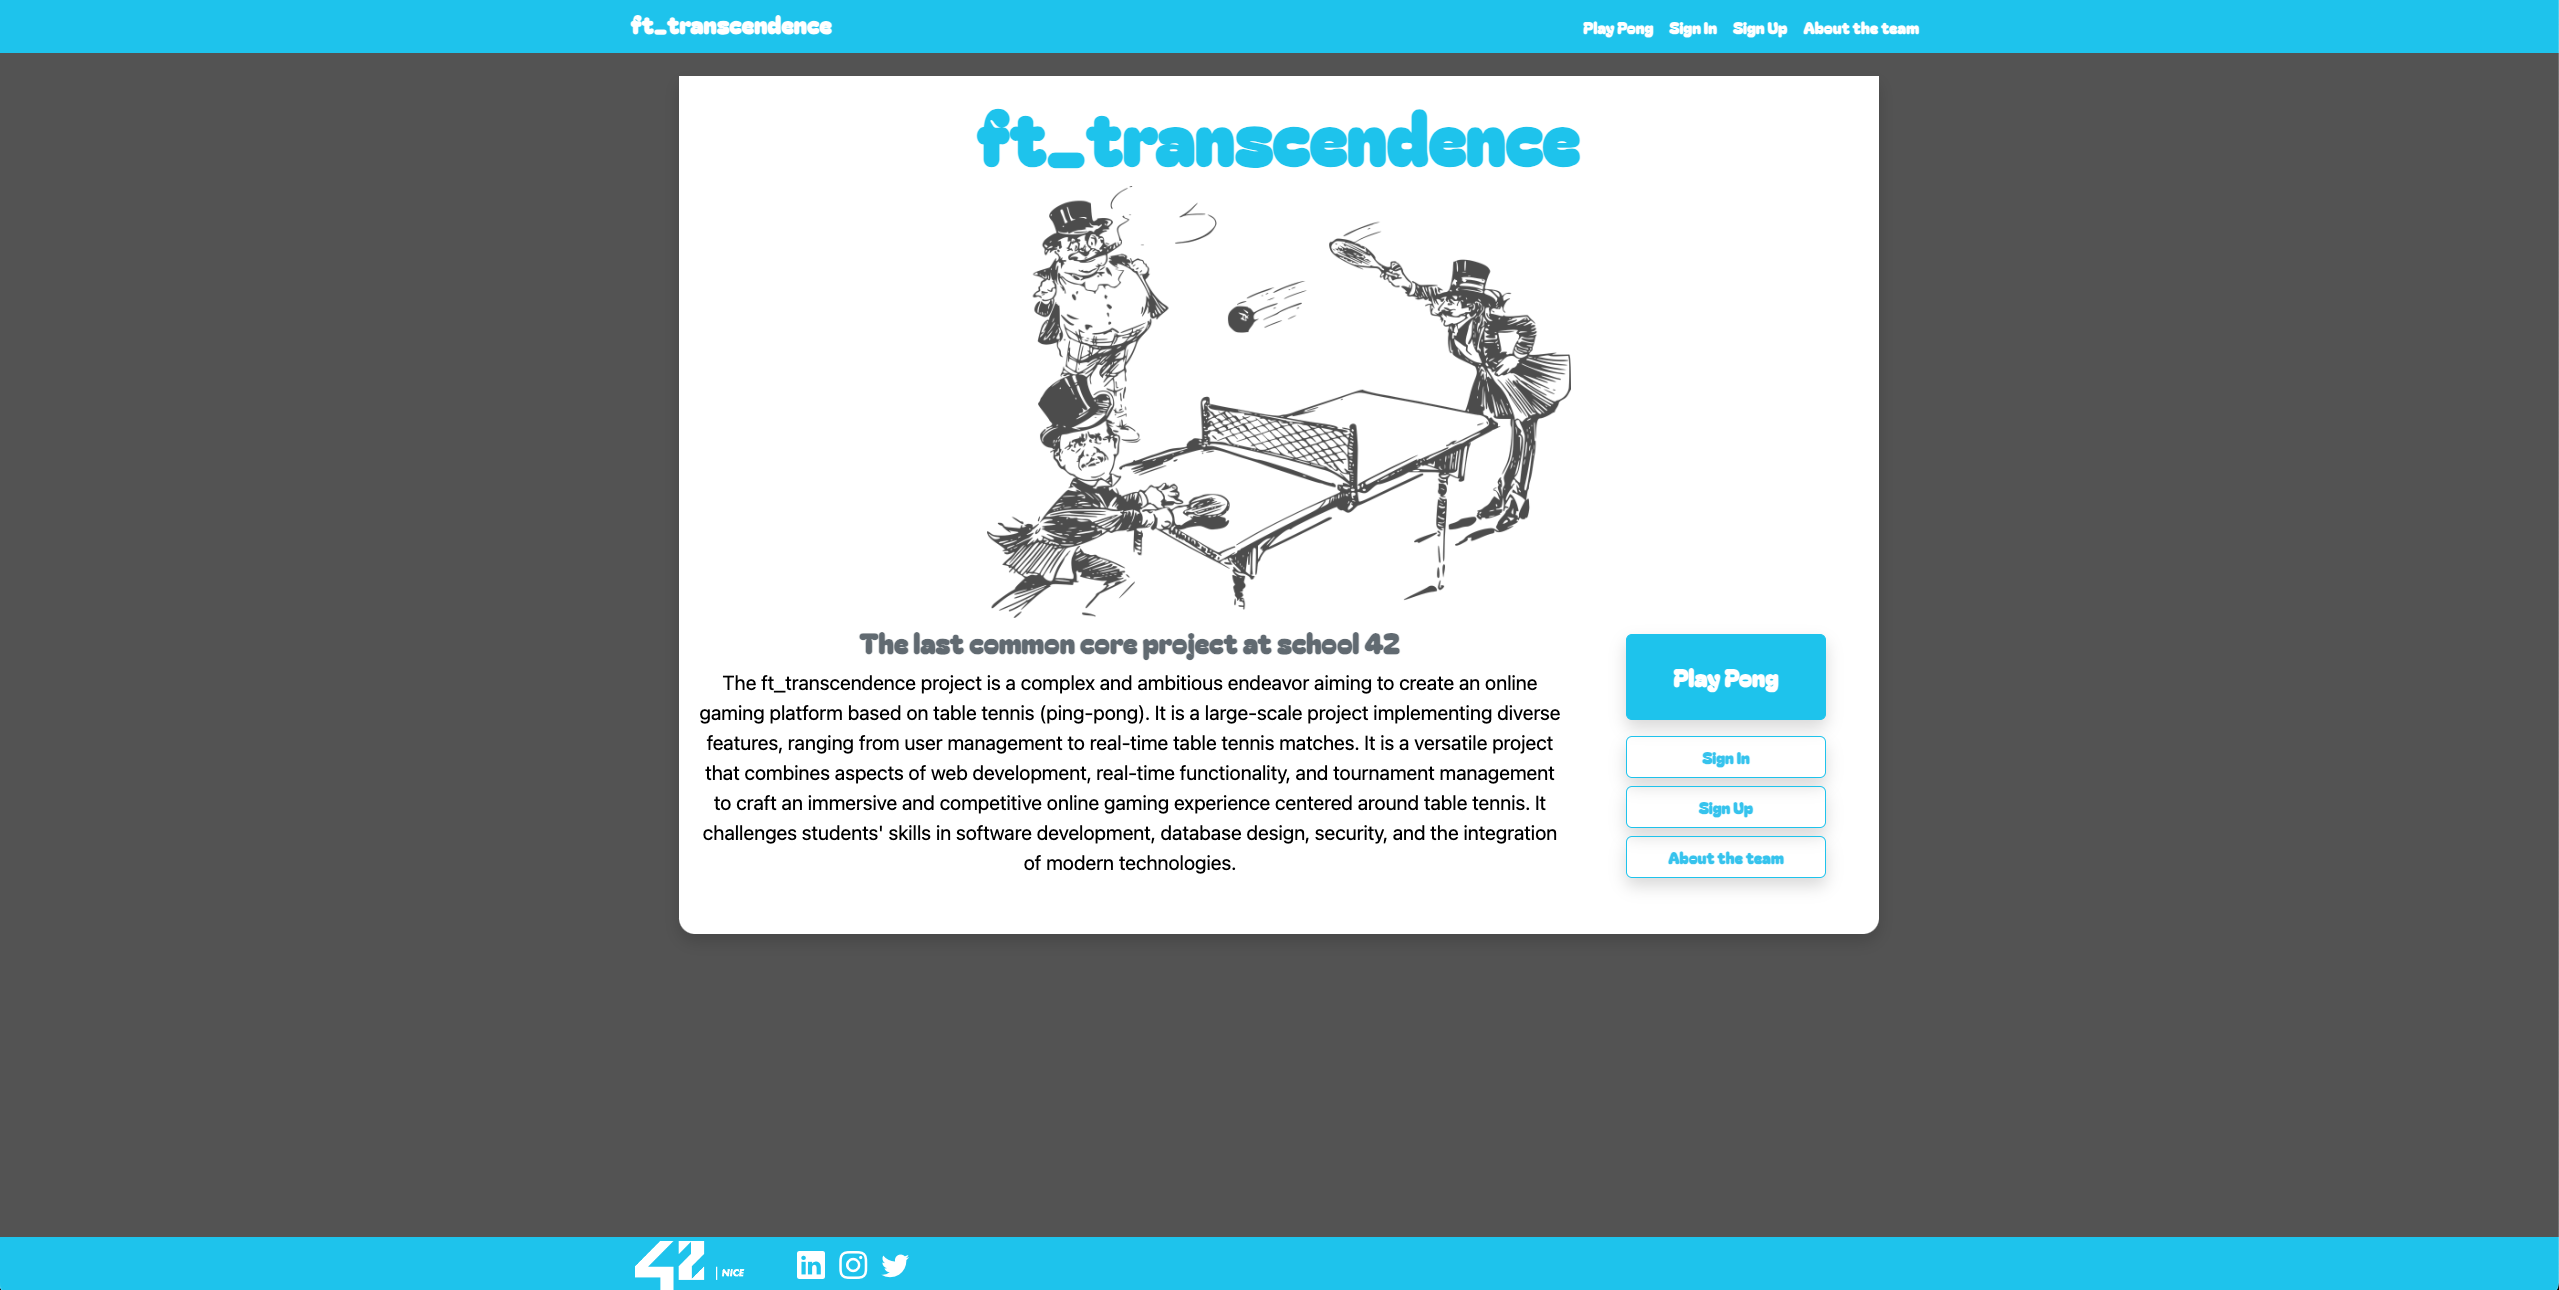 ft_transcendence
Play Pong Sign In Sign Up About the team
ft_transcendence
The last common core project at school 42
The ft_transcendence project is a complex and ambitious endeavor aiming to create an online
gaming platform based on table tennis (ping-pong). It is a large-scale project implementing diverse
features, ranging from user management to real-time table tennis matches. It is a versatile project
that combines aspects of web development, real-time functionality, and tournament management
to craft an immersive and competitive online gaming experience centered around table tennis. It
challenges students' skills in software development, database design, security, and the integration
of modern technologies.
Play Pong
Sign In
Sign Up
About the team
42 | NICE
in